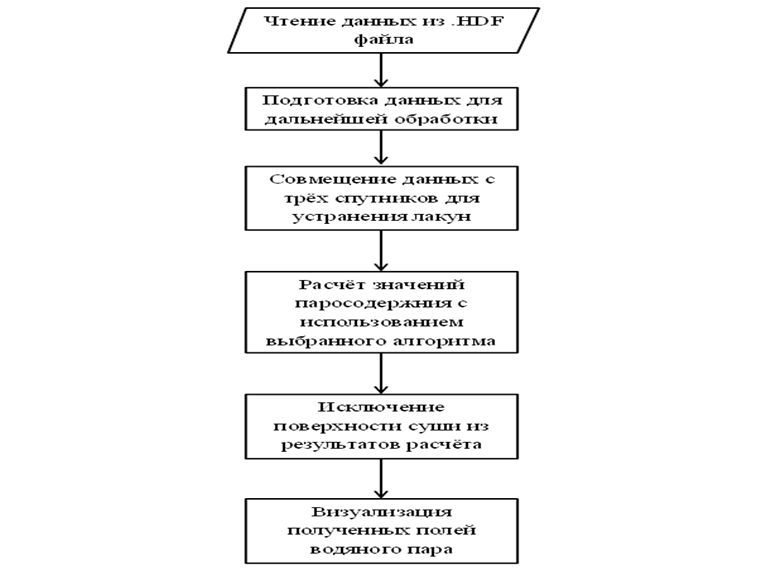 Чтение данных из .HDF
файла
Подготовка данных для
дальнейшей обработки
Совмещение данных с
трёх спутников для
устранения лакун
Расчёт значений
паросодержния с
использованием
выбранного алгоритма
Исключение
поверхности суши из
результатов расчёта
Визуализация
полученных полей
водяного пара